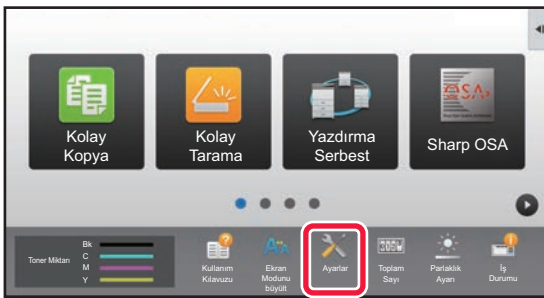 Kolay
Kopya
Kolay
Tarama
Yazdırma
Serbest
Sharp OSA
Toner Miktarı
Bk
C
M
Y
Kullanım
Kılavuzu
Ekran
Modunu
büyült
Ayarlar
Toplam
Sayı
Parlaklık
Ayarı
İş
Durumu